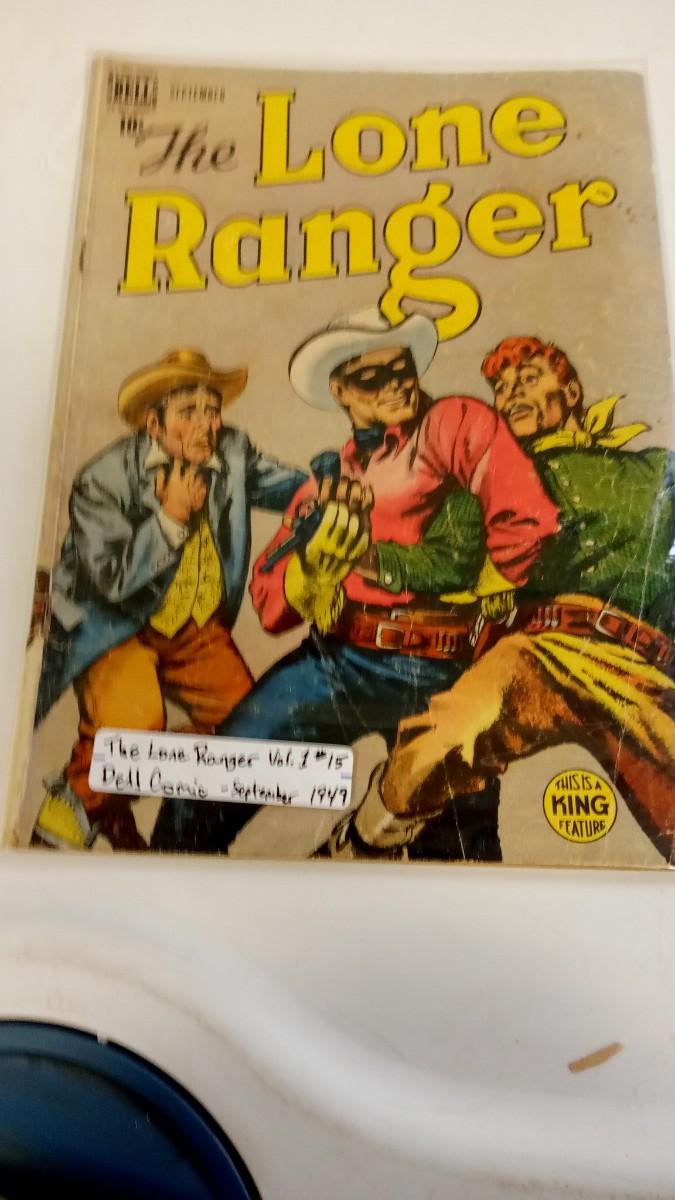 DELL
SEPTEMBER
10¢
The Lone
Ranger
The Lone Ranger Vol. 1 #15
Dell Comic - September 1949
THIS IS A
KING
FEATURE